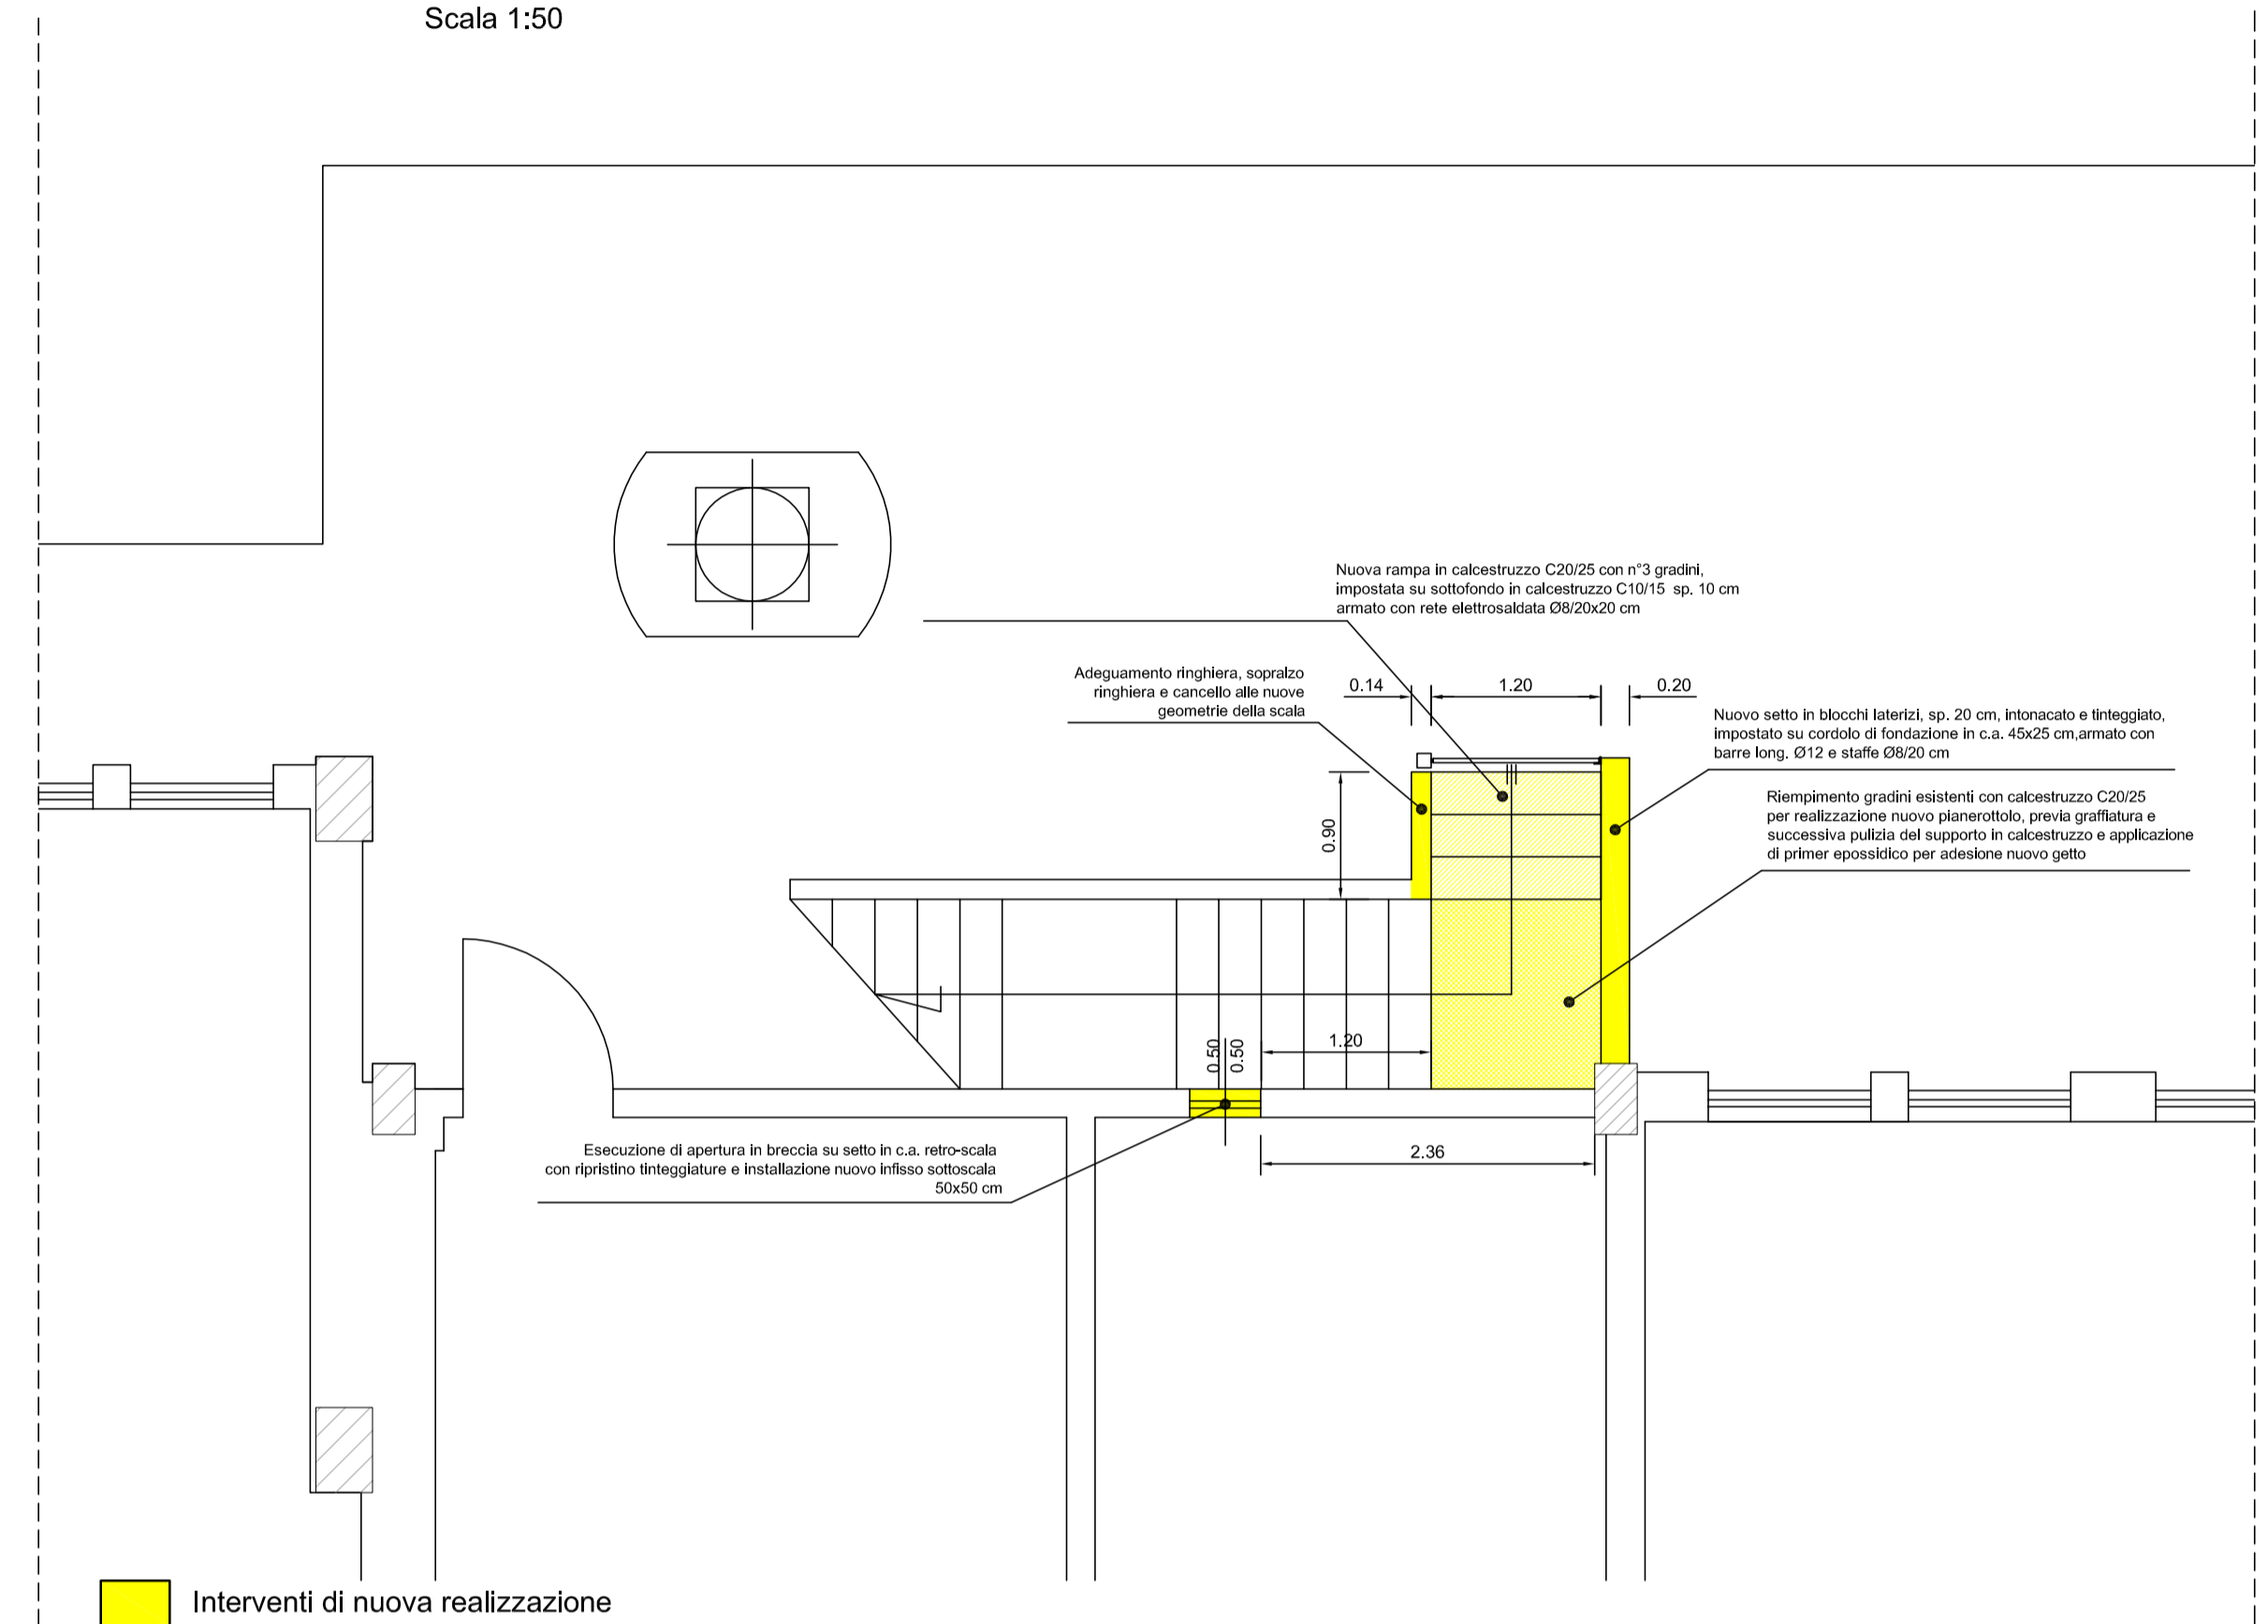 Scala 1:50
Nuova rampa in calcestruzzo C20/25 con n°3 gradini,
impostata su sottofondo in calcestruzzo C10/15 sp. 10 cm
armato con rete elettrosaldata Ø8/20x20 cm
Adeguamento ringhiera, sopralzo
ringhiera e cancello alle nuove
geometrie della scala
0.14
1.20
0.20
Nuovo setto in blocchi laterizi, sp. 20 cm, intonacato e tinteggiato,
impostato su cordolo di fondazione in c.a. 45x25 cm,armato con
barre long. Ø12 e staffe Ø8/20 cm
Riempimento gradini esistenti con calcestruzzo C20/25
per realizzazione nuovo pianerottolo, previa graffiatura e
successiva pulizia del supporto in calcestruzzo e applicazione
di primer epossidico per adesione nuovo getto
0.90
0.50
0.50
1.20
Esecuzione di apertura in breccia su setto in c.a. retro-scala
con ripristino tinteggiature e installazione nuovo infisso sottoscala
50x50 cm
2.36
Interventi di nuova realizzazione